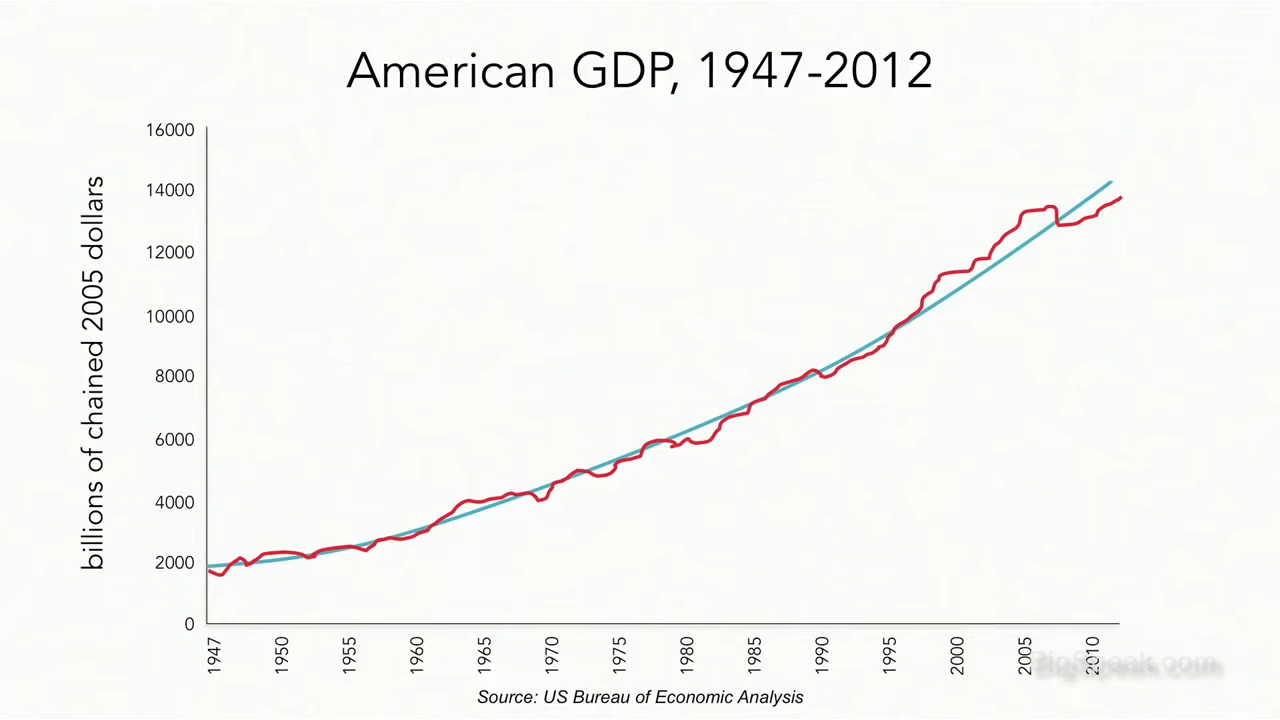 American GDP, 1947-2012
billions of chained 2005 dollars
16000
14000
12000
10000
8000
6000
4000
2000
0
1947 1950 1955 1960 1965 1970 1975 1980 1985 1990 1995 2000 2005 2010
BigSpeak.com
Source: US Bureau of Economic Analysis